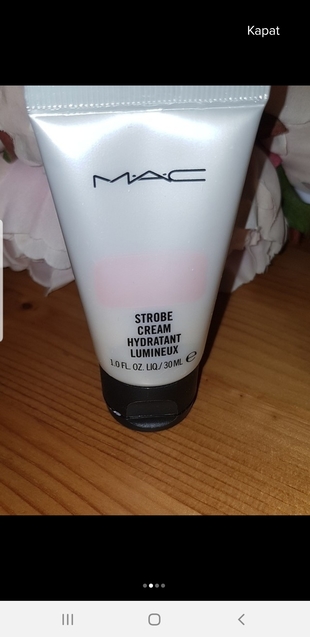 Kapat
MAC
STROBE
CREAM
HYDRATANT
LUMINEUX
1.0 FL. OZ. LIQ./30 ML ℮